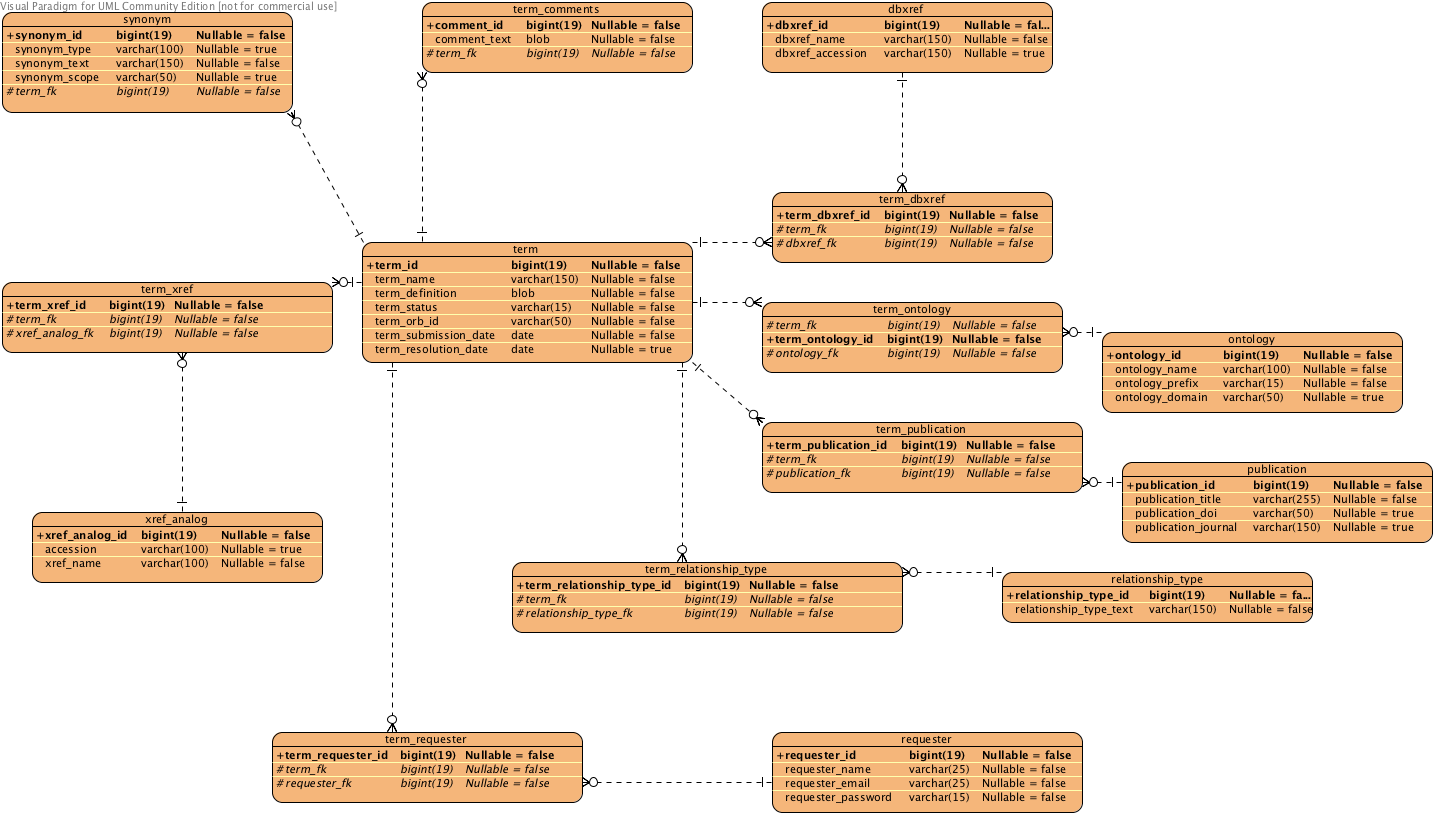 Visual Paradigm for UML Community Edition [not for commercial use]
synonym
+synonym_id bigint(19) Nullable = false
synonym_type varchar(100) Nullable = true
synonym_text varchar(150) Nullable = false
synonym_scope varchar(50) Nullable = true
#term_fk bigint(19) Nullable = false
term_comments
+comment_id bigint(19) Nullable = false
comment_text blob Nullable = false
#term_fk bigint(19) Nullable = false
dbxref
+dbxref_id bigint(19) Nullable = fal...
dbxref_name varchar(150) Nullable = false
dbxref_accession varchar(150) Nullable = true
term_dbxref
+term_dbxref_id bigint(19) Nullable = false
#term_fk bigint(19) Nullable = false
#dbxref_fk bigint(19) Nullable = false
term
+term_id bigint(19) Nullable = false
term_name varchar(150) Nullable = false
term_definition blob Nullable = false
term_status varchar(15) Nullable = false
term_orb_id varchar(50) Nullable = false
term_submission_date date Nullable = false
term_resolution_date date Nullable = true
term_xref
+term_xref_id bigint(19) Nullable = false
#term_fk bigint(19) Nullable = false
#xref_analog_fk bigint(19) Nullable = false
term_ontology
#term_fk bigint(19) Nullable = false
+term_ontology_id bigint(19) Nullable = false
#ontology_fk bigint(19) Nullable = false
ontology
+ontology_id bigint(19) Nullable = false
ontology_name varchar(100) Nullable = false
ontology_prefix varchar(15) Nullable = false
ontology_domain varchar(50) Nullable = true
term_publication
+term_publication_id bigint(19) Nullable = false
#term_fk bigint(19) Nullable = false
#publication_fk bigint(19) Nullable = false
publication
+publication_id bigint(19) Nullable = false
publication_title varchar(255) Nullable = false
publication_doi varchar(50) Nullable = true
publication_journal varchar(150) Nullable = true
xref_analog
+xref_analog_id bigint(19) Nullable = false
accession varchar(100) Nullable = true
xref_name varchar(100) Nullable = false
term_relationship_type
+term_relationship_type_id bigint(19) Nullable = false
#term_fk bigint(19) Nullable = false
#relationship_type_fk bigint(19) Nullable = false
relationship_type
+relationship_type_id bigint(19) Nullable = fa...
relationship_type_text varchar(150) Nullable = false
term_requester
+term_requester_id bigint(19) Nullable = false
#term_fk bigint(19) Nullable = false
#requester_fk bigint(19) Nullable = false
requester
+requester_id bigint(19) Nullable = false
requester_name varchar(25) Nullable = false
requester_email varchar(25) Nullable = false
requester_password varchar(15) Nullable = false